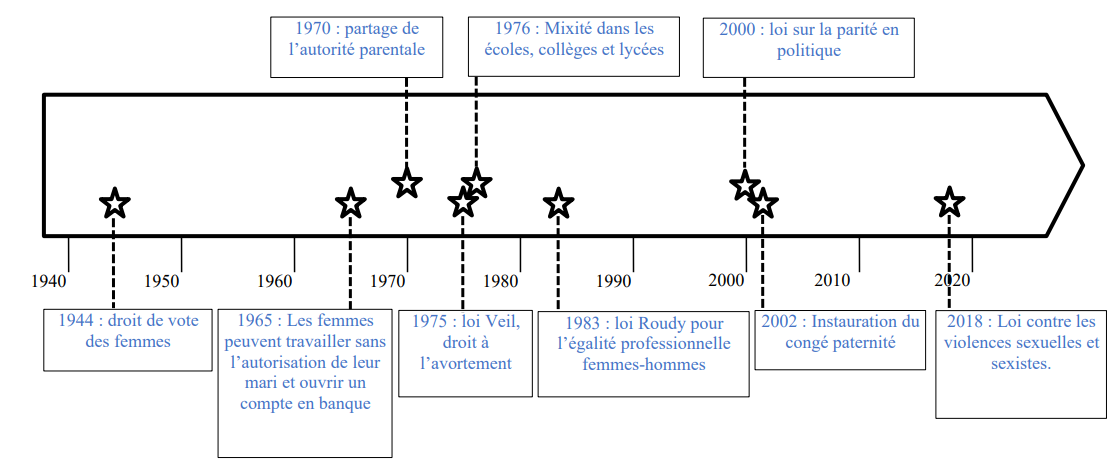 1970 : partage de
l’autorité parentale
1976 : Mixité dans les
écoles, collèges et lycées
2000 : loi sur la parité en
politique
1940
1950
1960
1970
1980
1990
2000
2010
2020
1944 : droit de vote
des femmes
1965 : Les femmes
peuvent travailler sans
l’autorisation de leur
mari et ouvrir un
compte en banque
1975 : loi Veil,
droit à
l’avortement
1983 : loi Roudy pour
l’égalité professionnelle
femmes-hommes
2002 : Instauration du
congé paternité
2018 : Loi contre les
violences sexuelles et
sexistes.